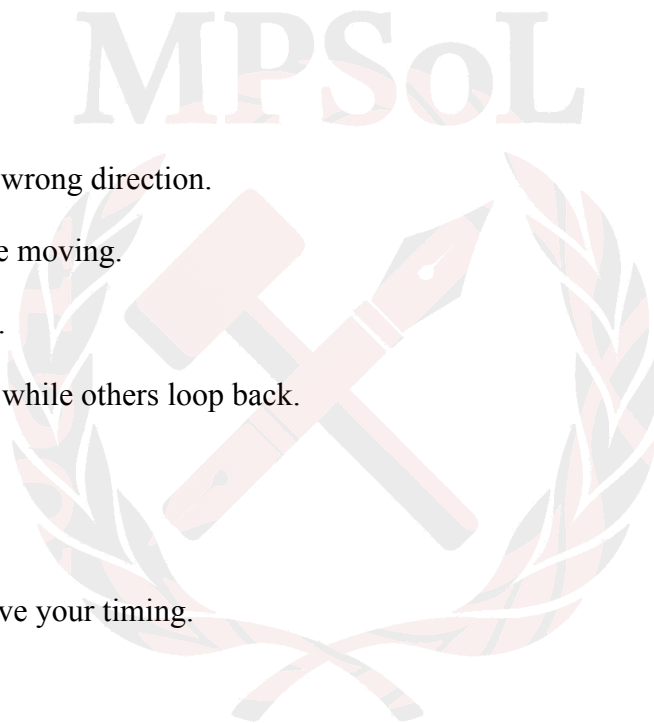 MPSoL
wrong direction.
e moving.
.
while others loop back.
ve your timing.